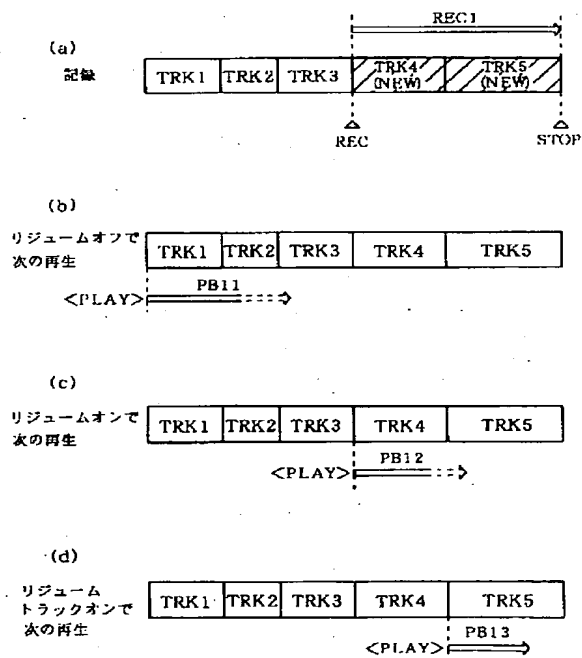 REC1
(a)
記録
TRK1 TRK2 TRK3 TRK4 TRK5
(NEW) (NEW)
REC STOP
(b)
リジュームオフで
次の再生
TRK1 TRK2 TRK3 TRK4 TRK5
<PLAY> PB11
(c)
リジュームオンで
次の再生
TRK1 TRK2 TRK3 TRK4 TRK5
<PLAY> PB12
(d)
リジューム
トラックオンで
次の再生
TRK1 TRK2 TRK3 TRK4 TRK5
<PLAY> PB13